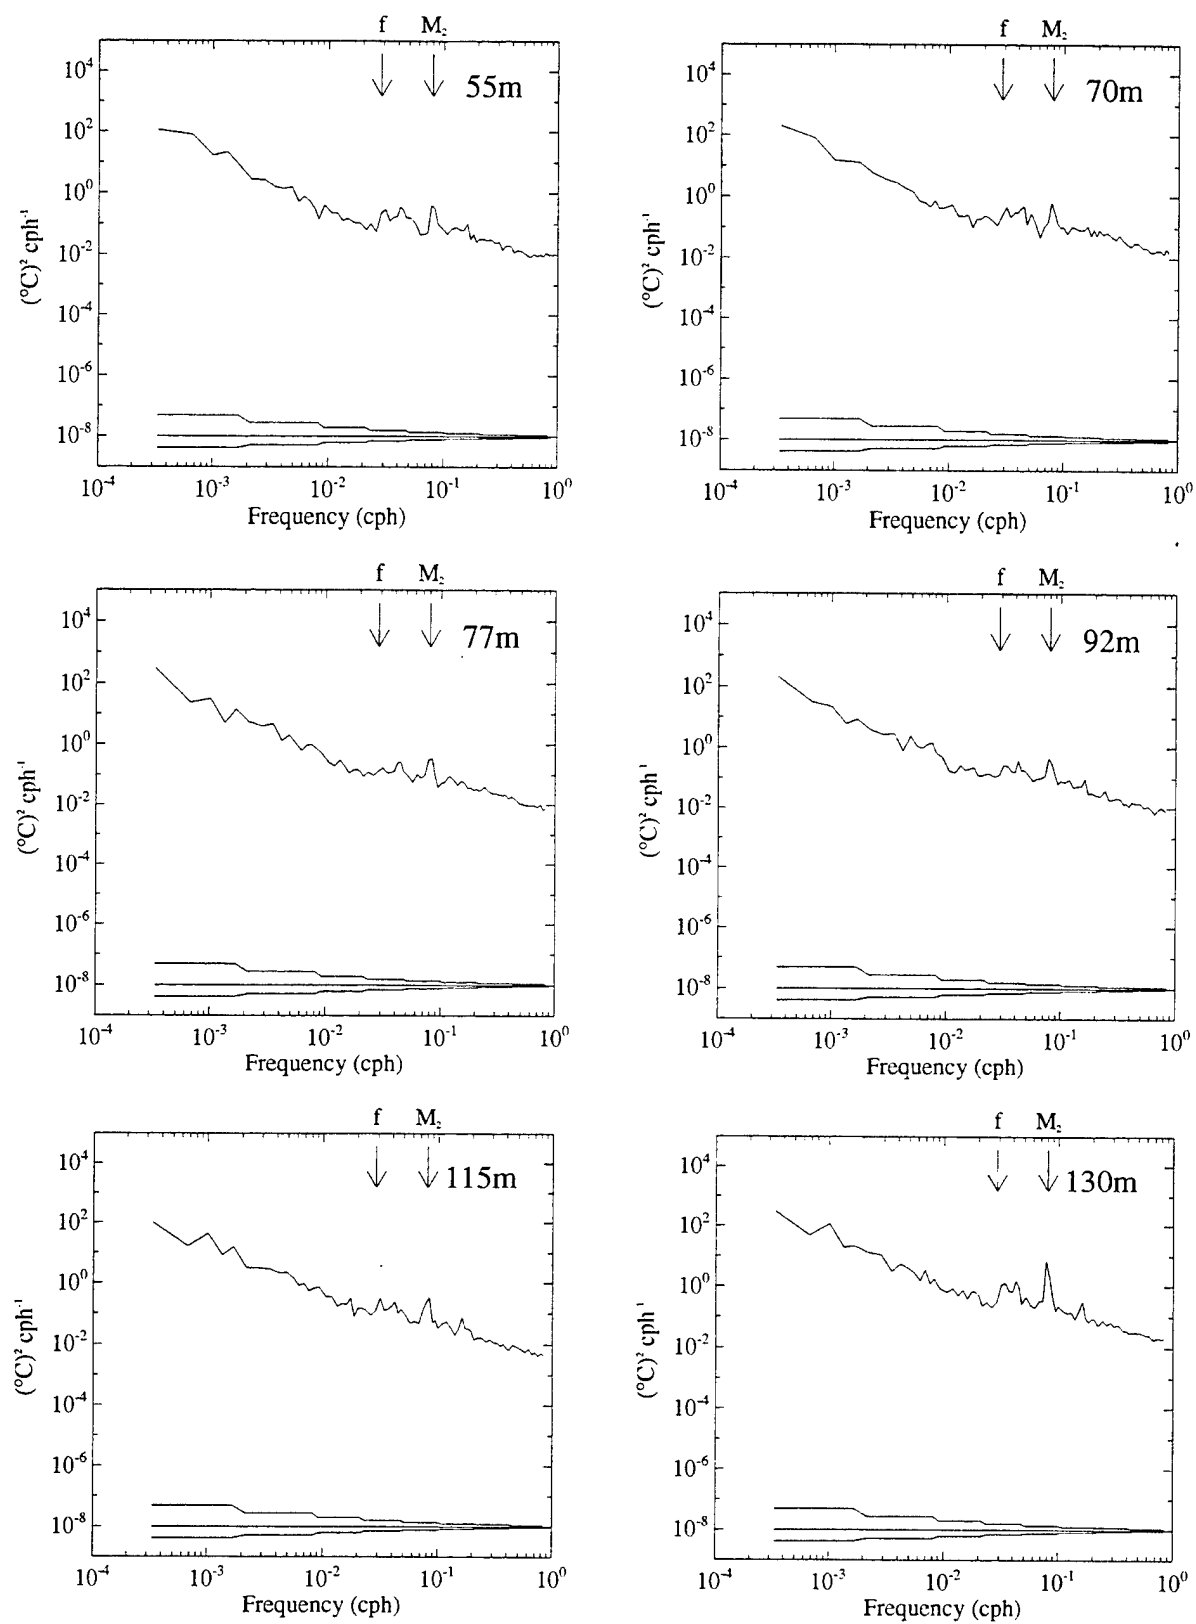 f M₂
55m
10⁴
10²
10⁰
10⁻²
10⁻⁴
10⁻⁶
10⁻⁸
(°C)² cph⁻¹
10⁻⁴ 10⁻³ 10⁻² 10⁻¹ 10⁰
Frequency (cph)
f M₂
70m
10⁴
10²
10⁰
10⁻²
10⁻⁴
10⁻⁶
10⁻⁸
(°C)² cph⁻¹
10⁻⁴ 10⁻³ 10⁻² 10⁻¹ 10⁰
Frequency (cph)
f M₂
77m
10⁴
10²
10⁰
10⁻²
10⁻⁴
10⁻⁶
10⁻⁸
(°C)² cph⁻¹
10⁻⁴ 10⁻³ 10⁻² 10⁻¹ 10⁰
Frequency (cph)
f M₂
92m
10⁴
10²
10⁰
10⁻²
10⁻⁴
10⁻⁶
10⁻⁸
(°C)² cph⁻¹
10⁻⁴ 10⁻³ 10⁻² 10⁻¹ 10⁰
Frequency (cph)
f M₂
115m
10⁴
10²
10⁰
10⁻²
10⁻⁴
10⁻⁶
10⁻⁸
(°C)² cph⁻¹
10⁻⁴ 10⁻³ 10⁻² 10⁻¹ 10⁰
Frequency (cph)
f M₂
130m
10⁴
10²
10⁰
10⁻²
10⁻⁴
10⁻⁶
10⁻⁸
(°C)² cph⁻¹
10⁻⁴ 10⁻³ 10⁻² 10⁻¹ 10⁰
Frequency (cph)